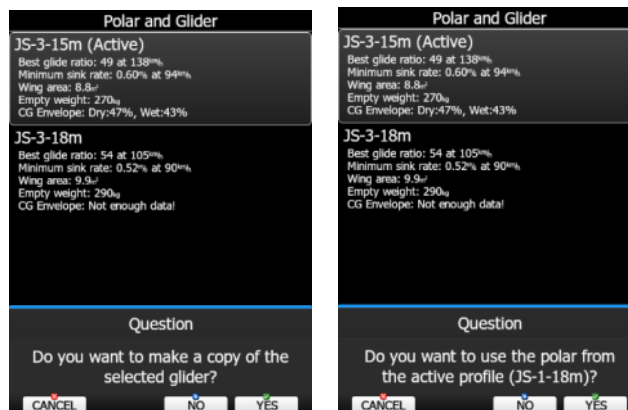 Polar and Glider
JS-3-15m (Active)
Best glide ratio: 49 at 138km/h
Minimum sink rate: 0.60m/s at 94km/h
Wing area: 8.8m²
Empty weight: 270kg
CG Envelope: Dry:47%, Wet:43%
JS-3-18m
Best glide ratio: 54 at 105km/h
Minimum sink rate: 0.52m/s at 90km/h
Wing area: 9.9m²
Empty weight: 290kg
CG Envelope: Not enough data!
Question
Do you want to make a copy of the
selected glider?
CANCEL NO YES
Polar and Glider
JS-3-15m (Active)
Best glide ratio: 49 at 138km/h
Minimum sink rate: 0.60m/s at 94km/h
Wing area: 8.8m²
Empty weight: 270kg
CG Envelope: Dry:47%, Wet:43%
JS-3-18m
Best glide ratio: 54 at 105km/h
Minimum sink rate: 0.52m/s at 90km/h
Wing area: 9.9m²
Empty weight: 290kg
CG Envelope: Not enough data!
Question
Do you want to use the polar from
the active profile (JS-1-18m)?
CANCEL NO YES